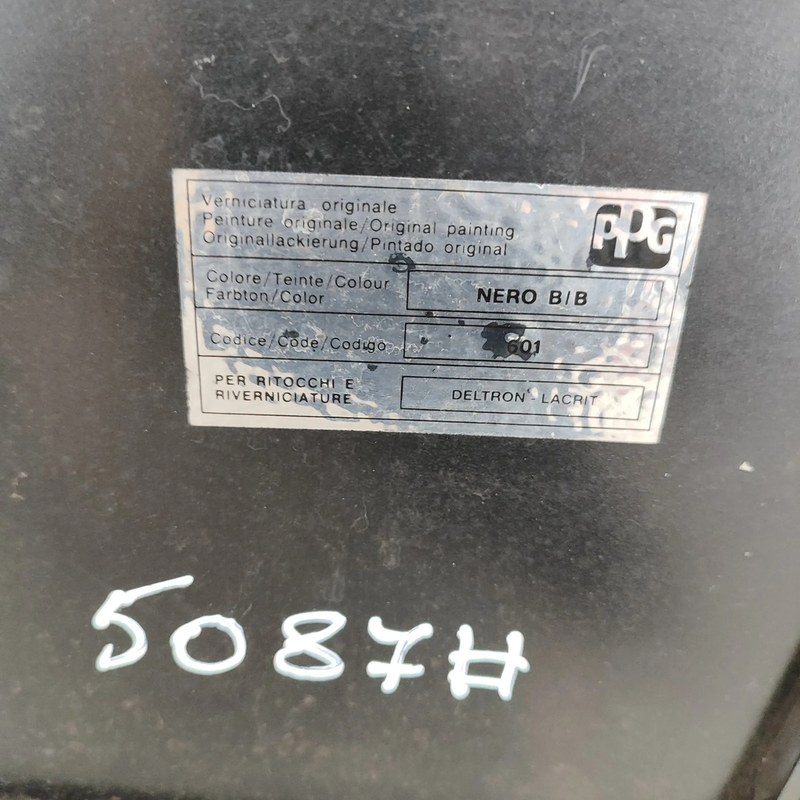 Verniciatura originale
Peinture originale/Original painting
Originallackierung/Pintado original
PPG
Colore/Teinte/Colour
Farbton/Color
NERO B/B
Codice/Code/Codigo
601
PER RITOCCHI E
RIVERNICIATURE
DELTRON - LACRIT
5087#